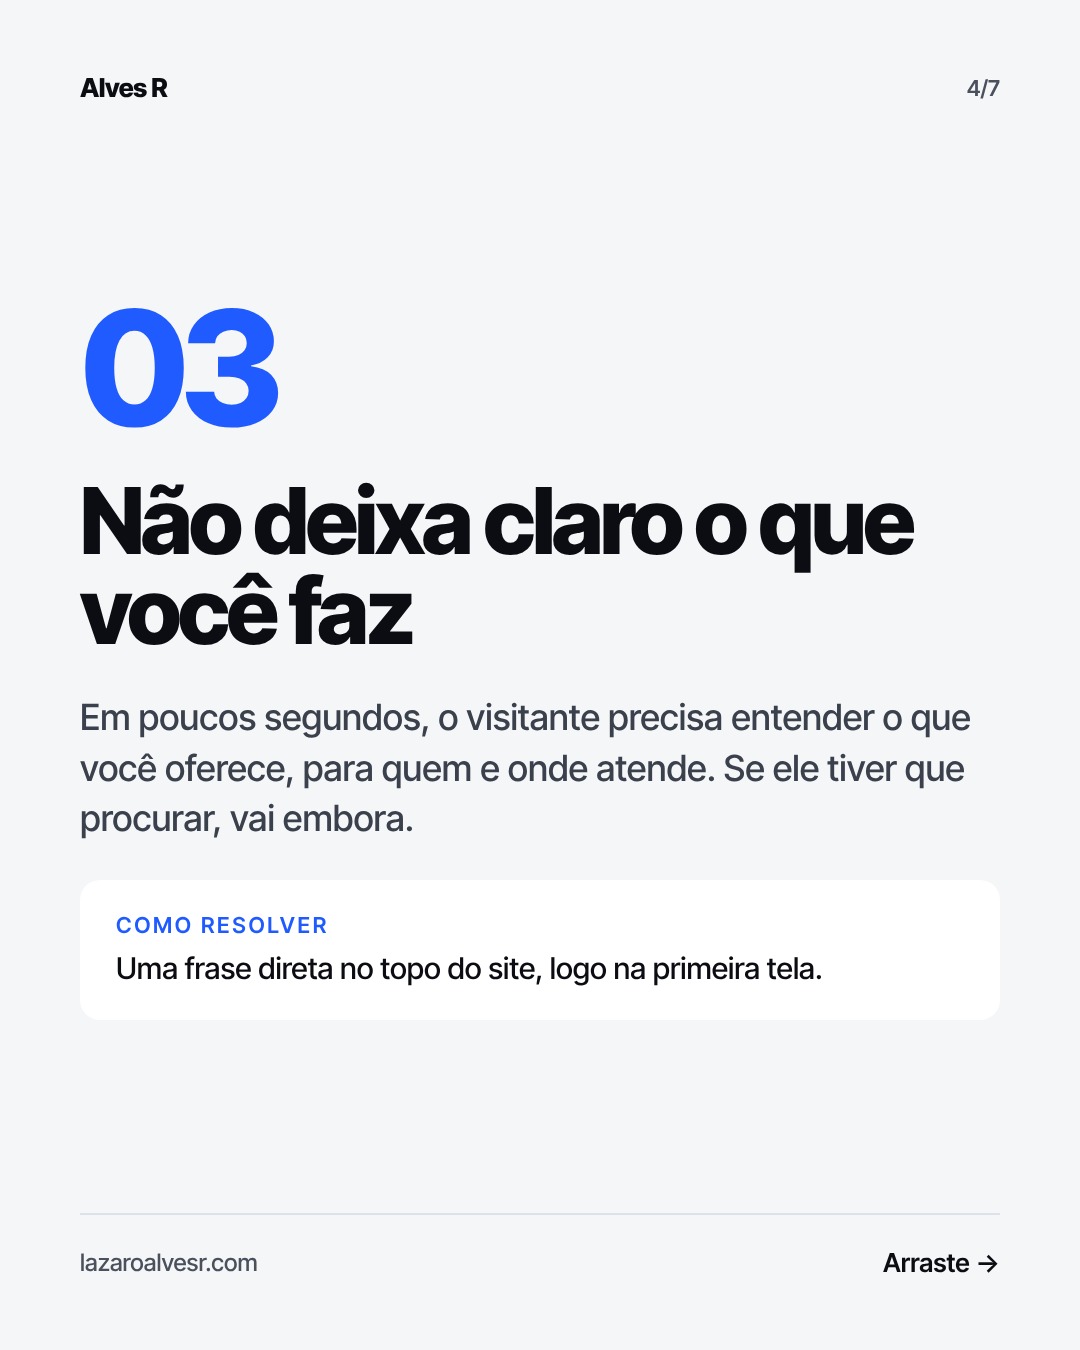 Alves R
4/7
03
Não deixa claro o que
você faz
Em poucos segundos, o visitante precisa entender o que
você oferece, para quem e onde atende. Se ele tiver que
procurar, vai embora.
COMO RESOLVER
Uma frase direta no topo do site, logo na primeira tela.
lazaroalvesr.com
Arraste →